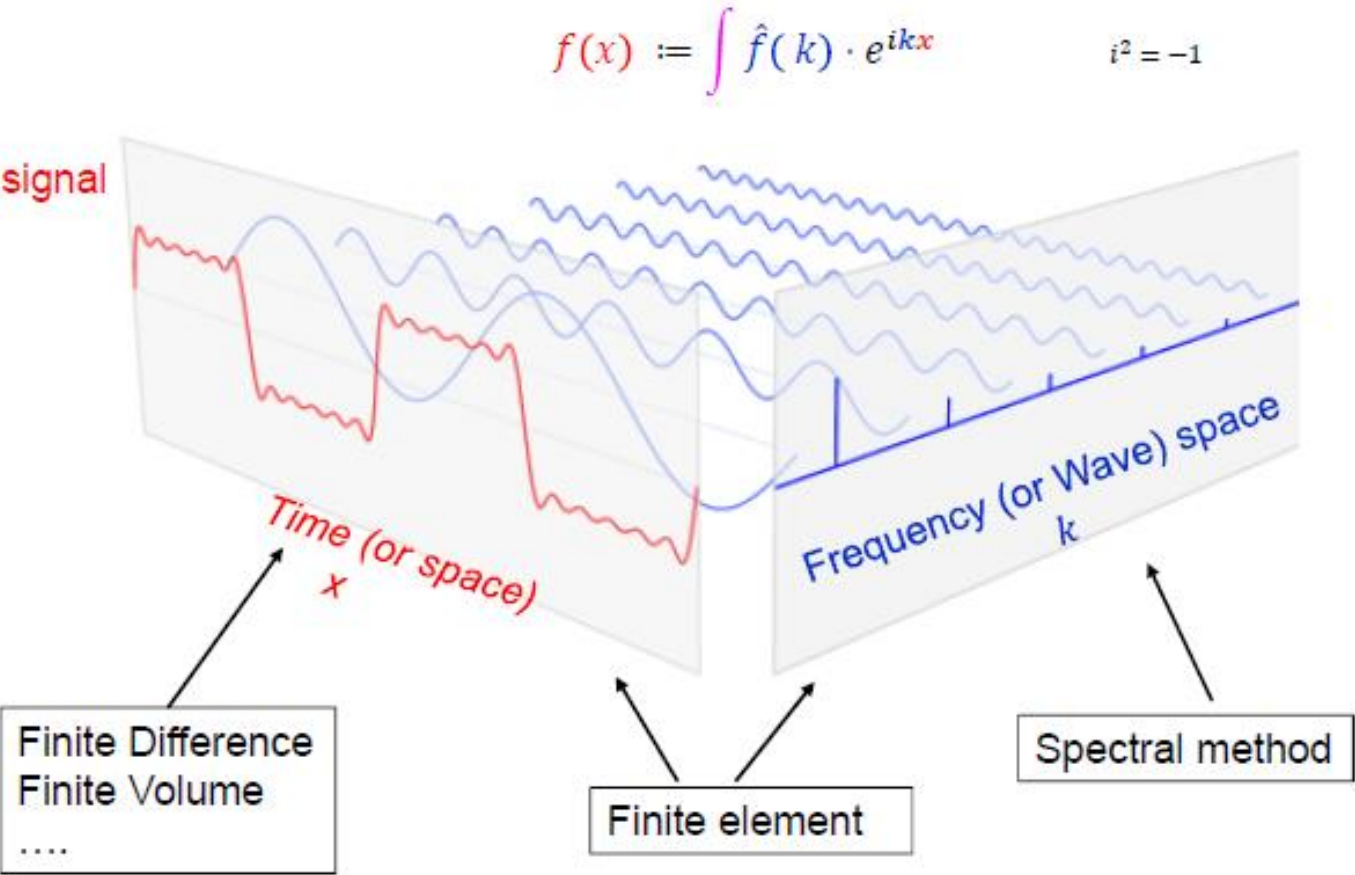 f(x) := ∫ f̂( k) · e^{ikx}
i² = −1
signal
Time (or space)
x
Frequency (or Wave) space
k
Finite Difference
Finite Volume
….
Finite element
Spectral method